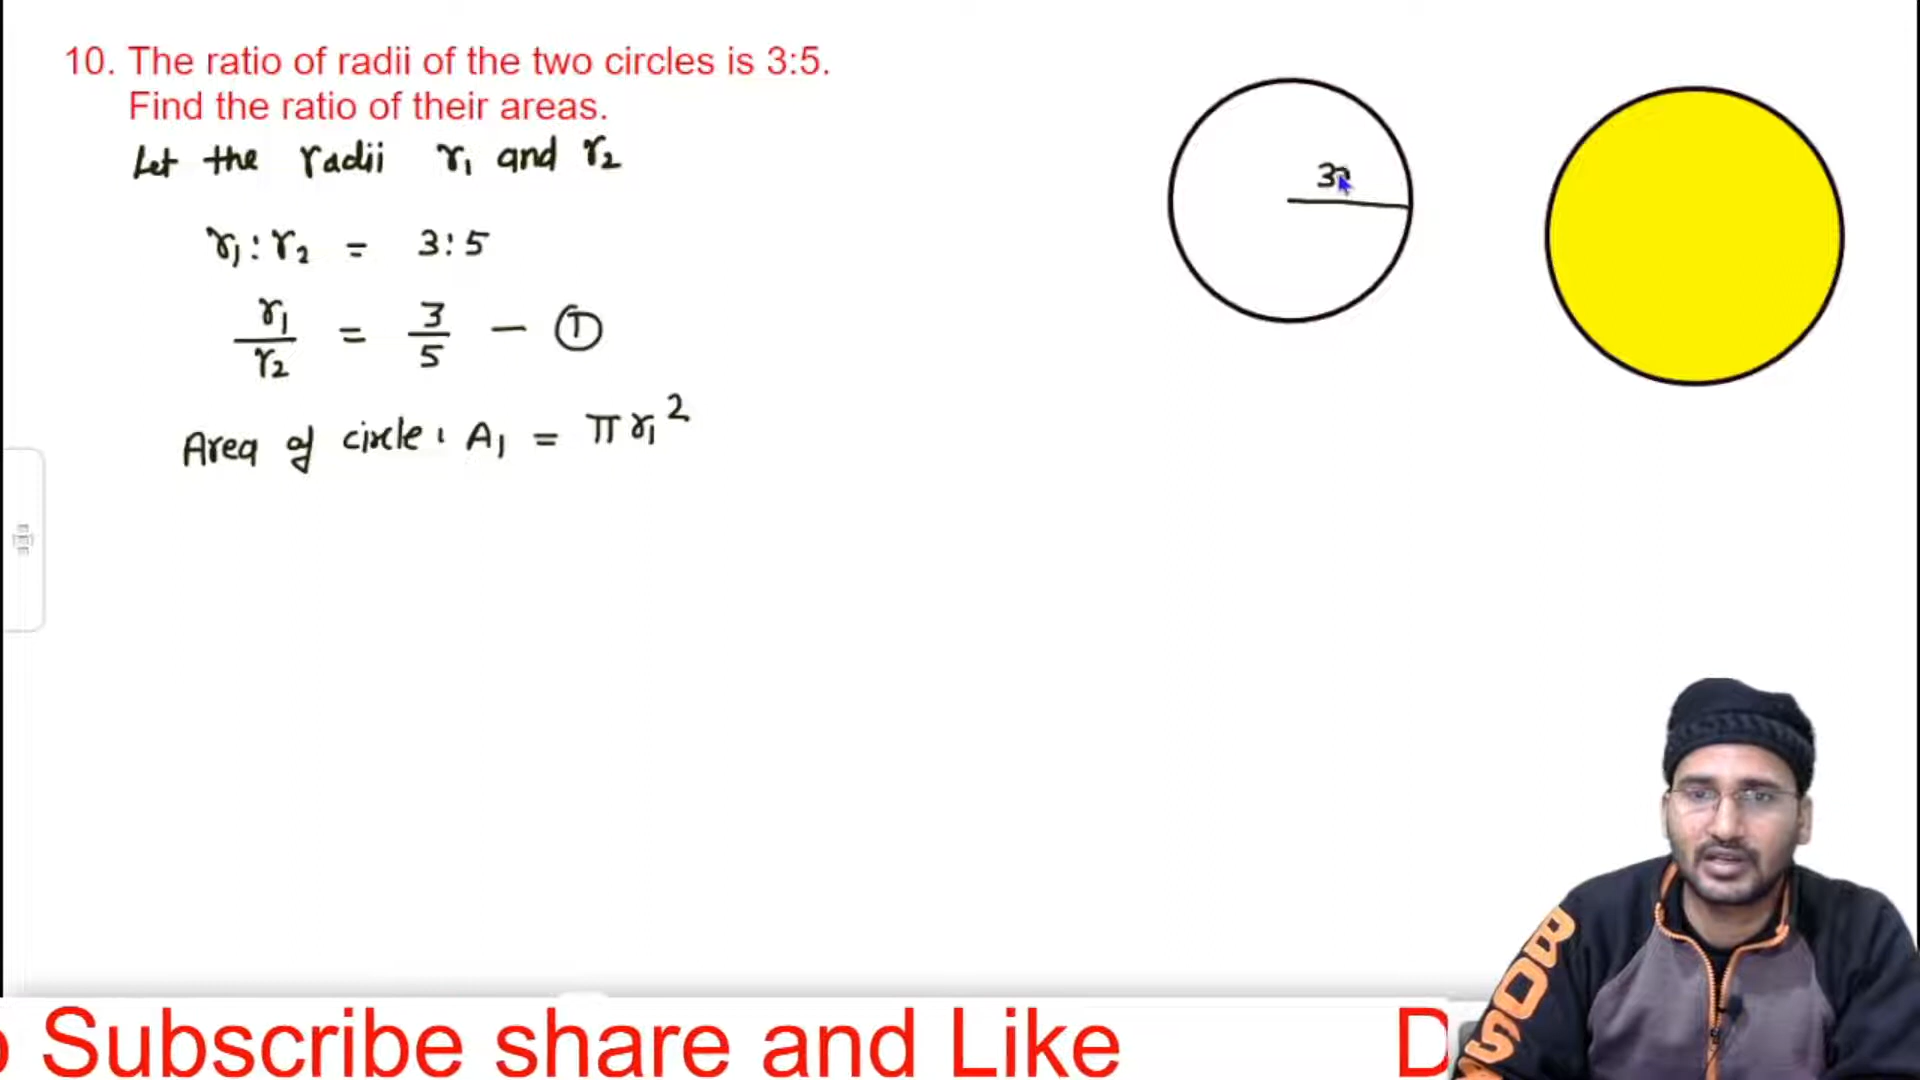 10. The ratio of radii of the two circles is 3:5.
Find the ratio of their areas.
Let the radii r₁ and r₂
r₁ : r₂ = 3 : 5
r₁/r₂ = 3/5 — ①
Area of circle : A₁ = πr₁²
3
BOSS
Subscribe share and Like D